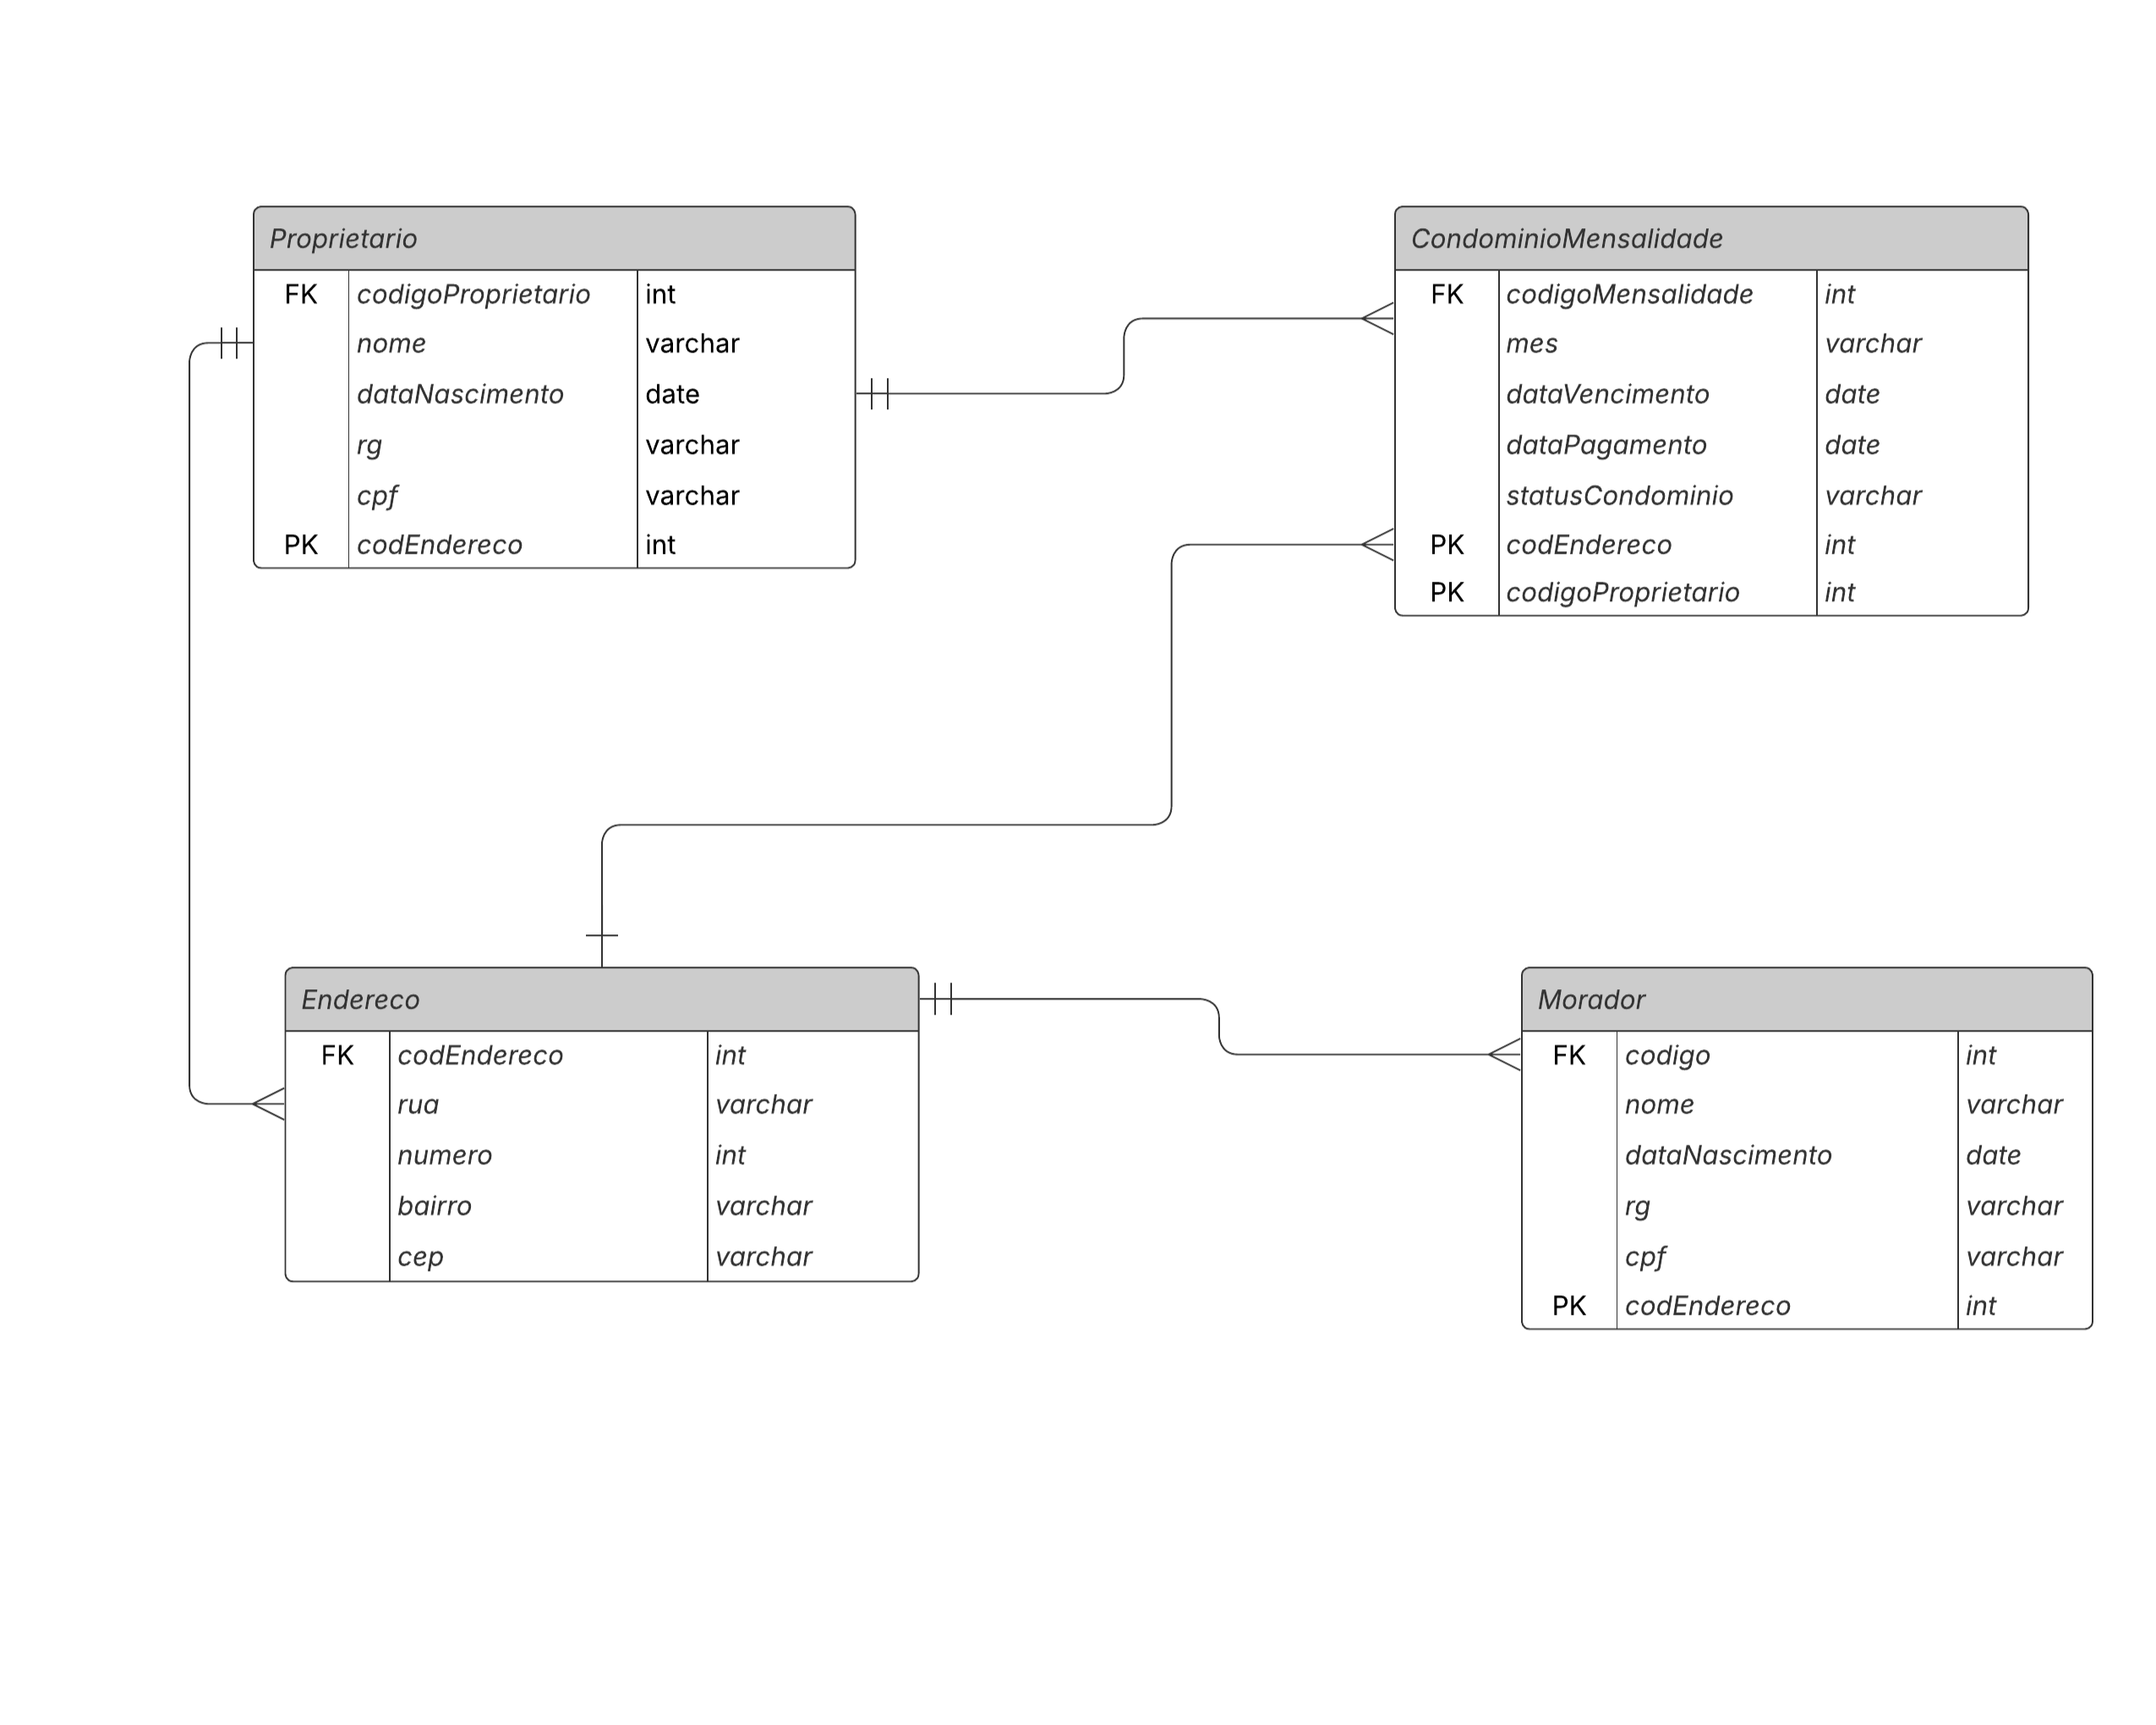 Proprietario
FK codigoProprietario int
nome varchar
dataNascimento date
rg varchar
cpf varchar
PK codEndereco int
CondominioMensalidade
FK codigoMensalidade int
mes varchar
dataVencimento date
dataPagamento date
statusCondominio varchar
PK codEndereco int
PK codigoProprietario int
Endereco
FK codEndereco int
rua varchar
numero int
bairro varchar
cep varchar
Morador
FK codigo int
nome varchar
dataNascimento date
rg varchar
cpf varchar
PK codEndereco int